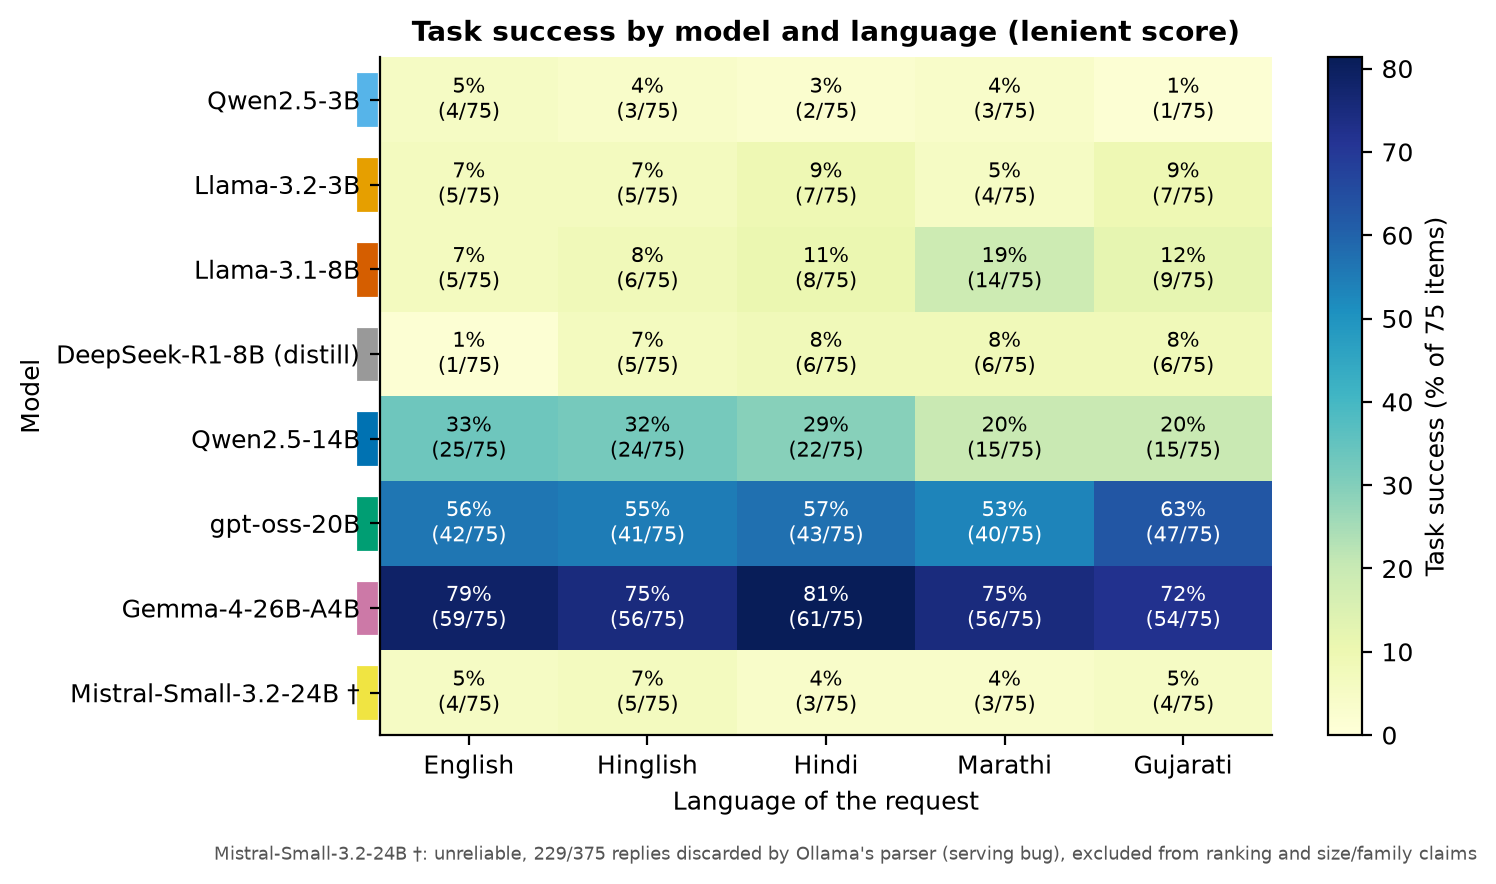 Task success by model and language (lenient score)
Model
Qwen2.5-3B
5% 4% 3% 4% 1%
(4/75) (3/75) (2/75) (3/75) (1/75)
Llama-3.2-3B
7% 7% 9% 5% 9%
(5/75) (5/75) (7/75) (4/75) (7/75)
Llama-3.1-8B
7% 8% 11% 19% 12%
(5/75) (6/75) (8/75) (14/75) (9/75)
DeepSeek-R1-8B (distill)
1% 7% 8% 8% 8%
(1/75) (5/75) (6/75) (6/75) (6/75)
Qwen2.5-14B
33% 32% 29% 20% 20%
(25/75) (24/75) (22/75) (15/75) (15/75)
gpt-oss-20B
56% 55% 57% 53% 63%
(42/75) (41/75) (43/75) (40/75) (47/75)
Gemma-4-26B-A4B
79% 75% 81% 75% 72%
(59/75) (56/75) (61/75) (56/75) (54/75)
Mistral-Small-3.2-24B †
5% 7% 4% 4% 5%
(4/75) (5/75) (3/75) (3/75) (4/75)
English Hinglish Hindi Marathi Gujarati
Language of the request
80
70
60
50
40
30
20
10
0
Task success (% of 75 items)
Mistral-Small-3.2-24B †: unreliable, 229/375 replies discarded by Ollama's parser (serving bug), excluded from ranking and size/family claims